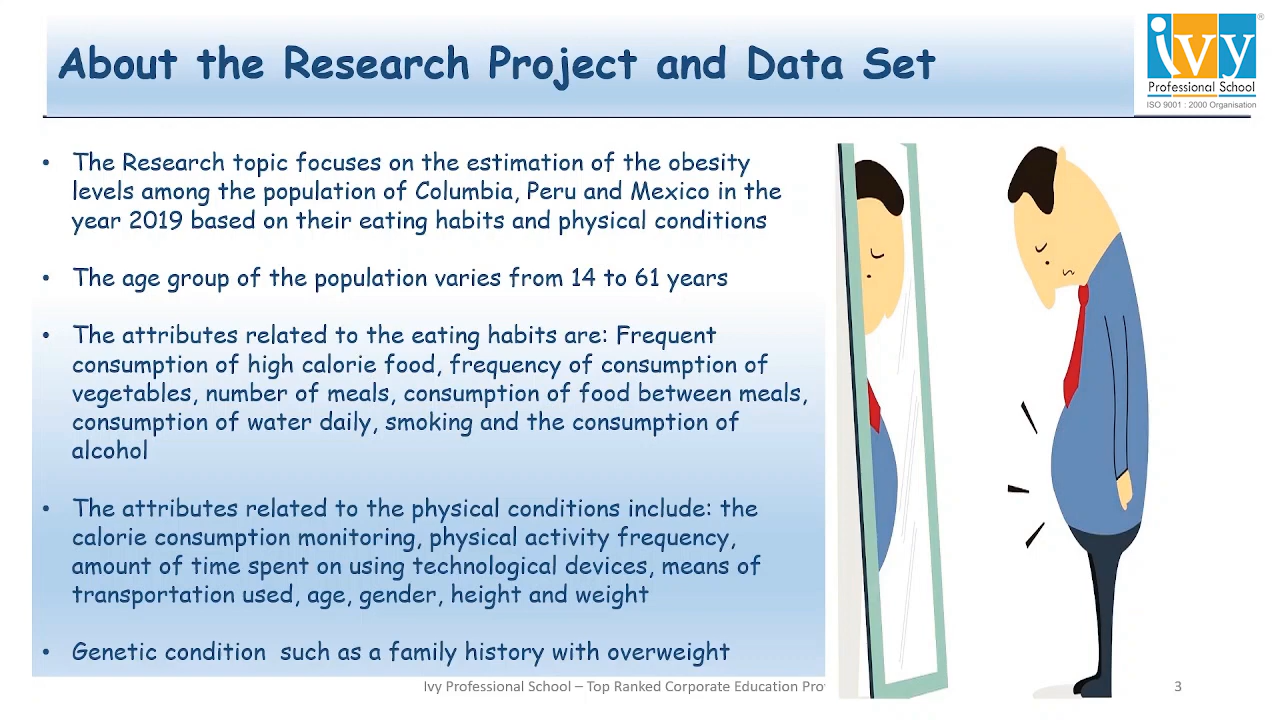 About the Research Project and Data Set
ivy
®
Professional School
ISO 9001 : 2000 Organisation
• The Research topic focuses on the estimation of the obesity
levels among the population of Columbia, Peru and Mexico in the
year 2019 based on their eating habits and physical conditions
• The age group of the population varies from 14 to 61 years
• The attributes related to the eating habits are: Frequent
consumption of high calorie food, frequency of consumption of
vegetables, number of meals, consumption of food between meals,
consumption of water daily, smoking and the consumption of
alcohol
• The attributes related to the physical conditions include: the
calorie consumption monitoring, physical activity frequency,
amount of time spent on using technological devices, means of
transportation used, age, gender, height and weight
• Genetic condition such as a family history with overweight
Ivy Professional School – Top Ranked Corporate Education
3